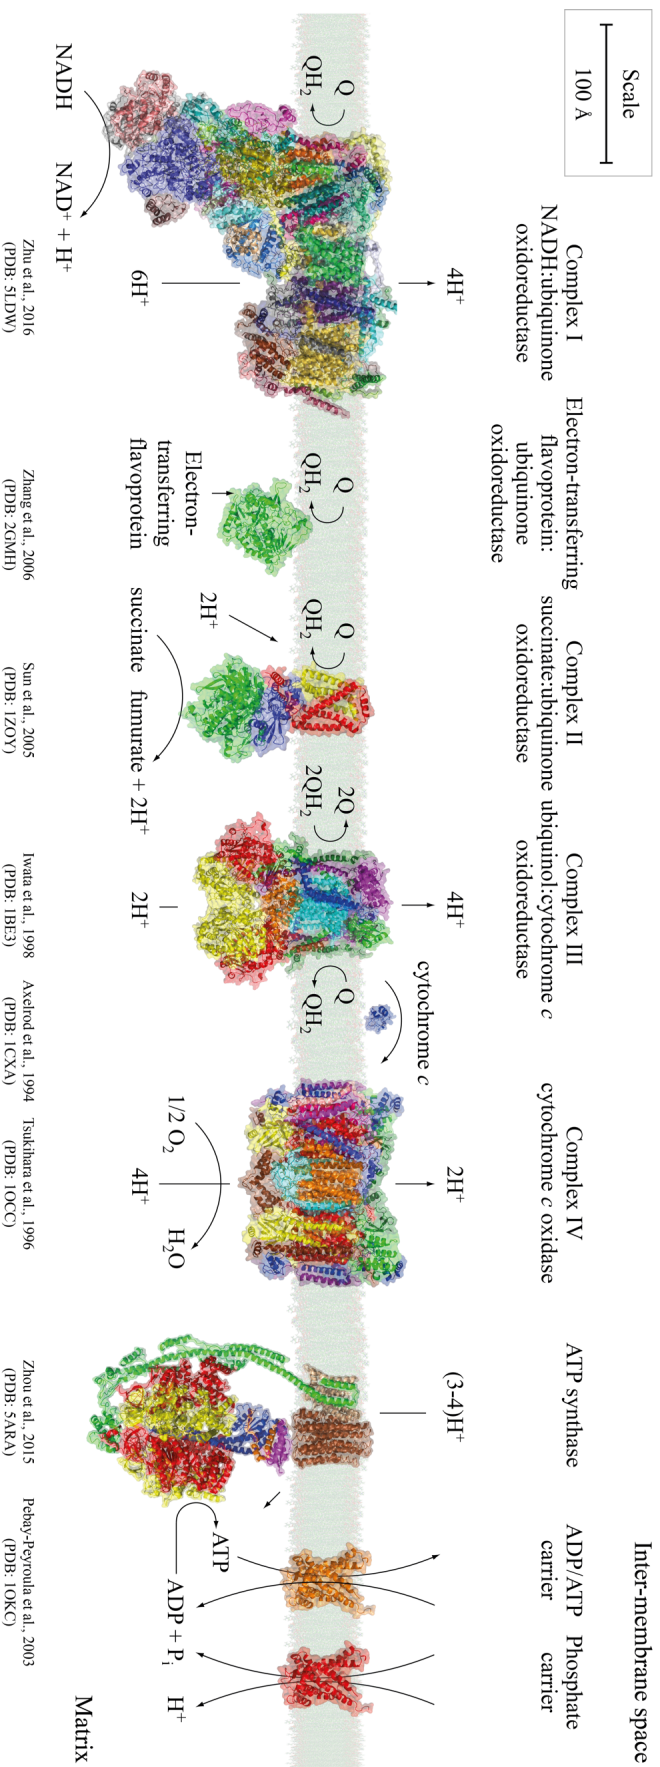 Scale
100 Å
Inter-membrane space
Complex I
NADH:ubiquinone
oxidoreductase
Electron-transferring
flavoprotein:
ubiquinone
oxidoreductase
Complex II
succinate:ubiquinone
oxidoreductase
Complex III
ubiquinol:cytochrome c
oxidoreductase
Complex IV
cytochrome c oxidase
ATP synthase
ADP/ATP
carrier
Phosphate
carrier
4H⁺
4H⁺
cytochrome c
2H⁺
(3-4)H⁺
Q
QH₂
Q
QH₂
Q
QH₂
2Q
2QH₂
Q
QH₂
NADH
NAD⁺ + H⁺
6H⁺
Electron-
transferring
flavoprotein
2H⁺
succinate
fumurate + 2H⁺
2H⁺
1/2 O₂
4H⁺
H₂O
ATP
ADP + Pᵢ
H⁺
Matrix
Zhu et al., 2016
(PDB: 5LDW)
Zhang et al., 2006
(PDB: 2GMH)
Sun et al., 2005
(PDB: 1ZOY)
Iwata et al., 1998
(PDB: 1BE3)
Axelrod et al., 1994
(PDB: 1CXA)
Tsukihara et al., 1996
(PDB: 1OCC)
Zhou et al., 2015
(PDB: 5ARA)
Pebay-Peyroula et al., 2003
(PDB: 1OKC)